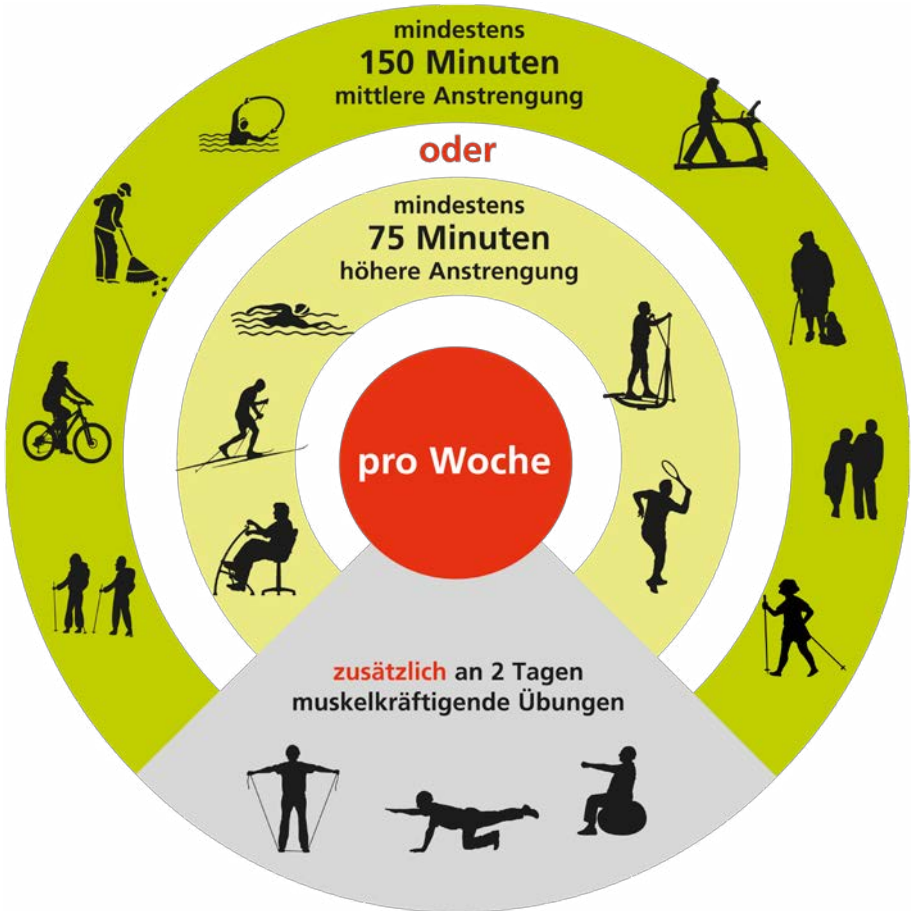 mindestens
150 Minuten
mittlere Anstrengung
oder
mindestens
75 Minuten
höhere Anstrengung
pro Woche
zusätzlich an 2 Tagen
muskelkräftigende Übungen